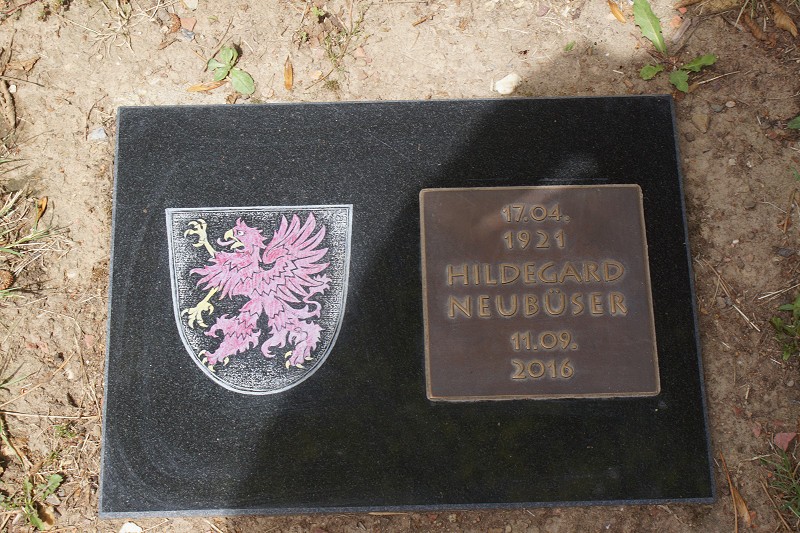 17.04.
1921
HILDEGARD
NEUBÜSER
11.09.
2016